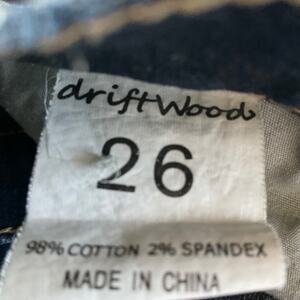 driftwood
26
98% COTTON 2% SPANDEX
MADE IN CHINA